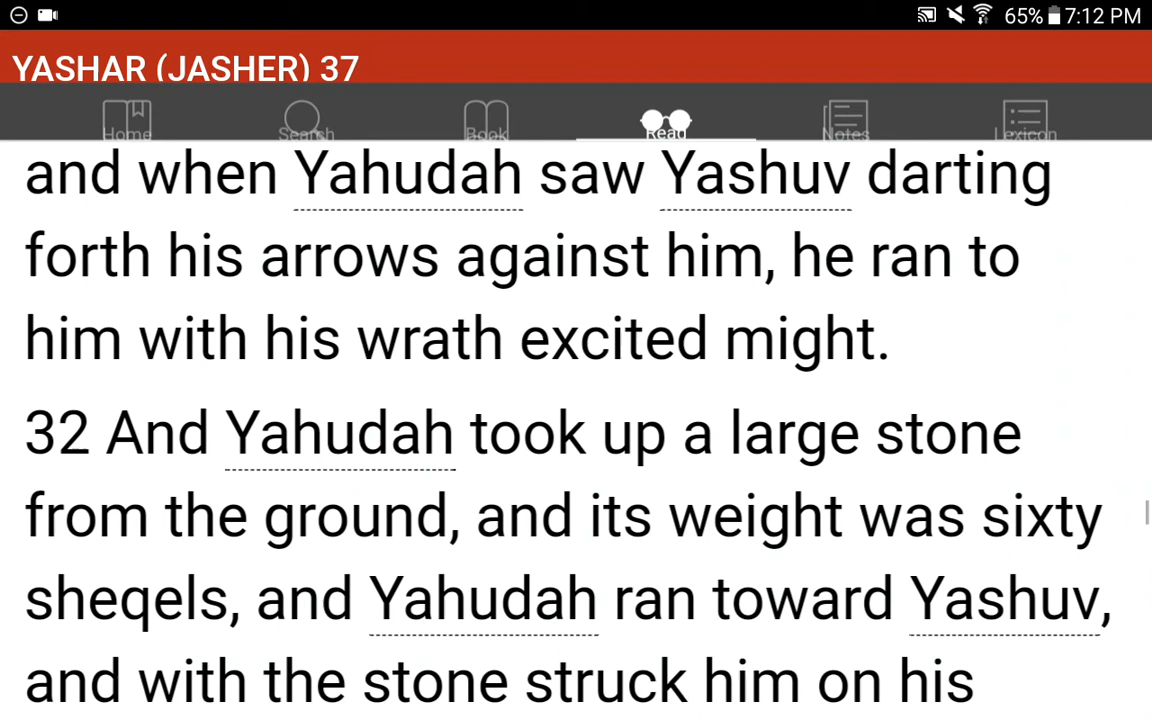 65% 7:12 PM
YASHAR (JASHER) 37
Home Search Book Read Notes Lexicon
and when Yahudah saw Yashuv darting
forth his arrows against him, he ran to
him with his wrath excited might.
32 And Yahudah took up a large stone
from the ground, and its weight was sixty
sheqels, and Yahudah ran toward Yashuv,
and with the stone struck him on his